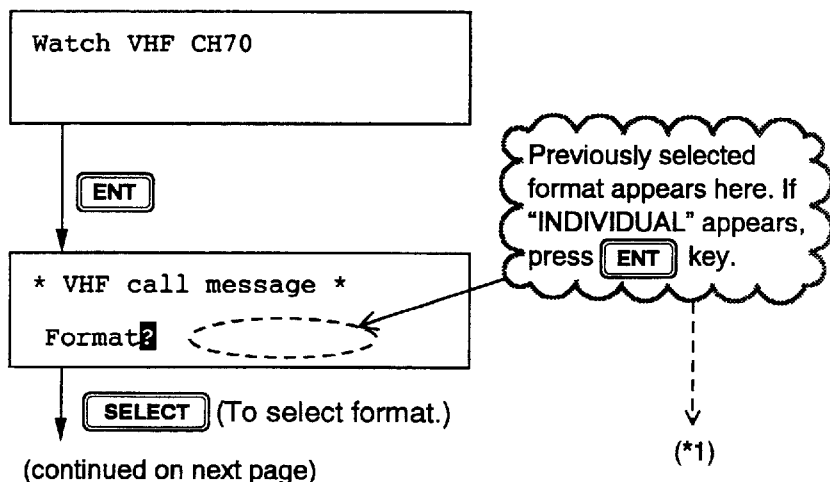 Watch VHF CH70
ENT
* VHF call message *
Format?
SELECT (To select format.)
(continued on next page)
Previously selected
format appears here. If
"INDIVIDUAL" appears,
press ENT key.
(*1)